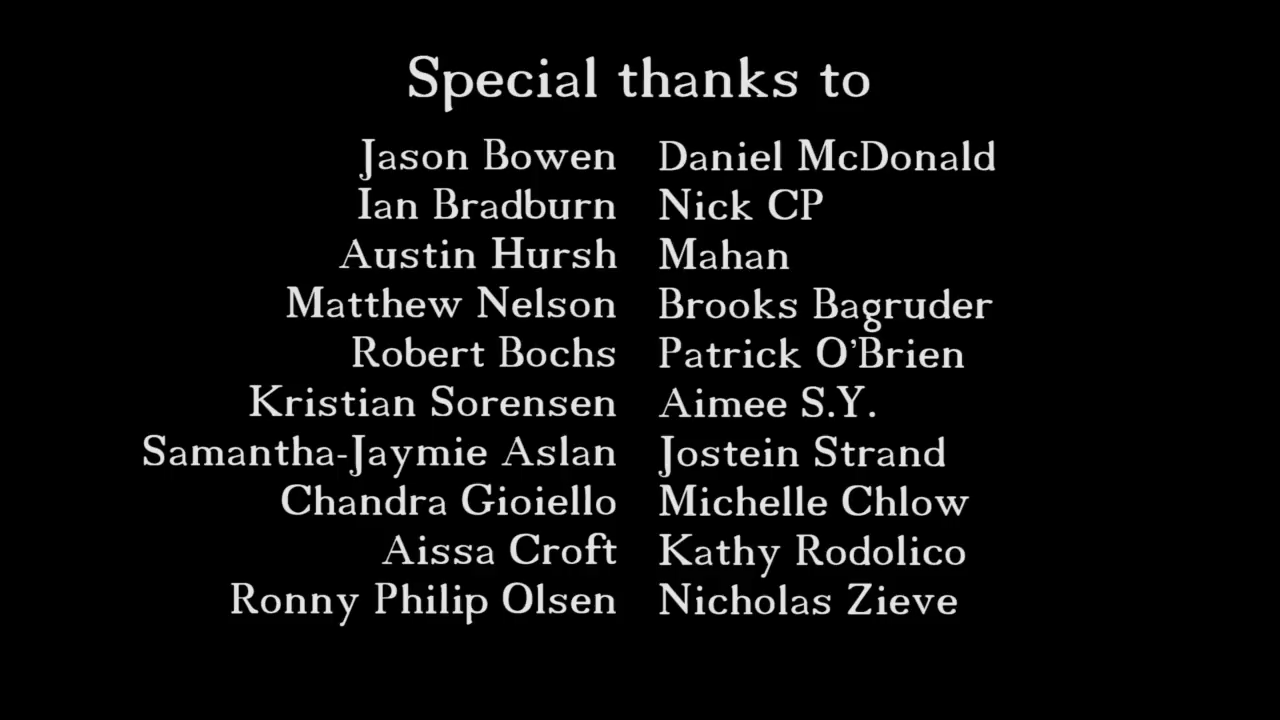 Special thanks to
Jason Bowen Daniel McDonald
Ian Bradburn Nick CP
Austin Hursh Mahan
Matthew Nelson Brooks Bagruder
Robert Bochs Patrick O'Brien
Kristian Sorensen Aimee S.Y.
Samantha-Jaymie Aslan Jostein Strand
Chandra Gioiello Michelle Chlow
Aissa Croft Kathy Rodolico
Ronny Philip Olsen Nicholas Zieve